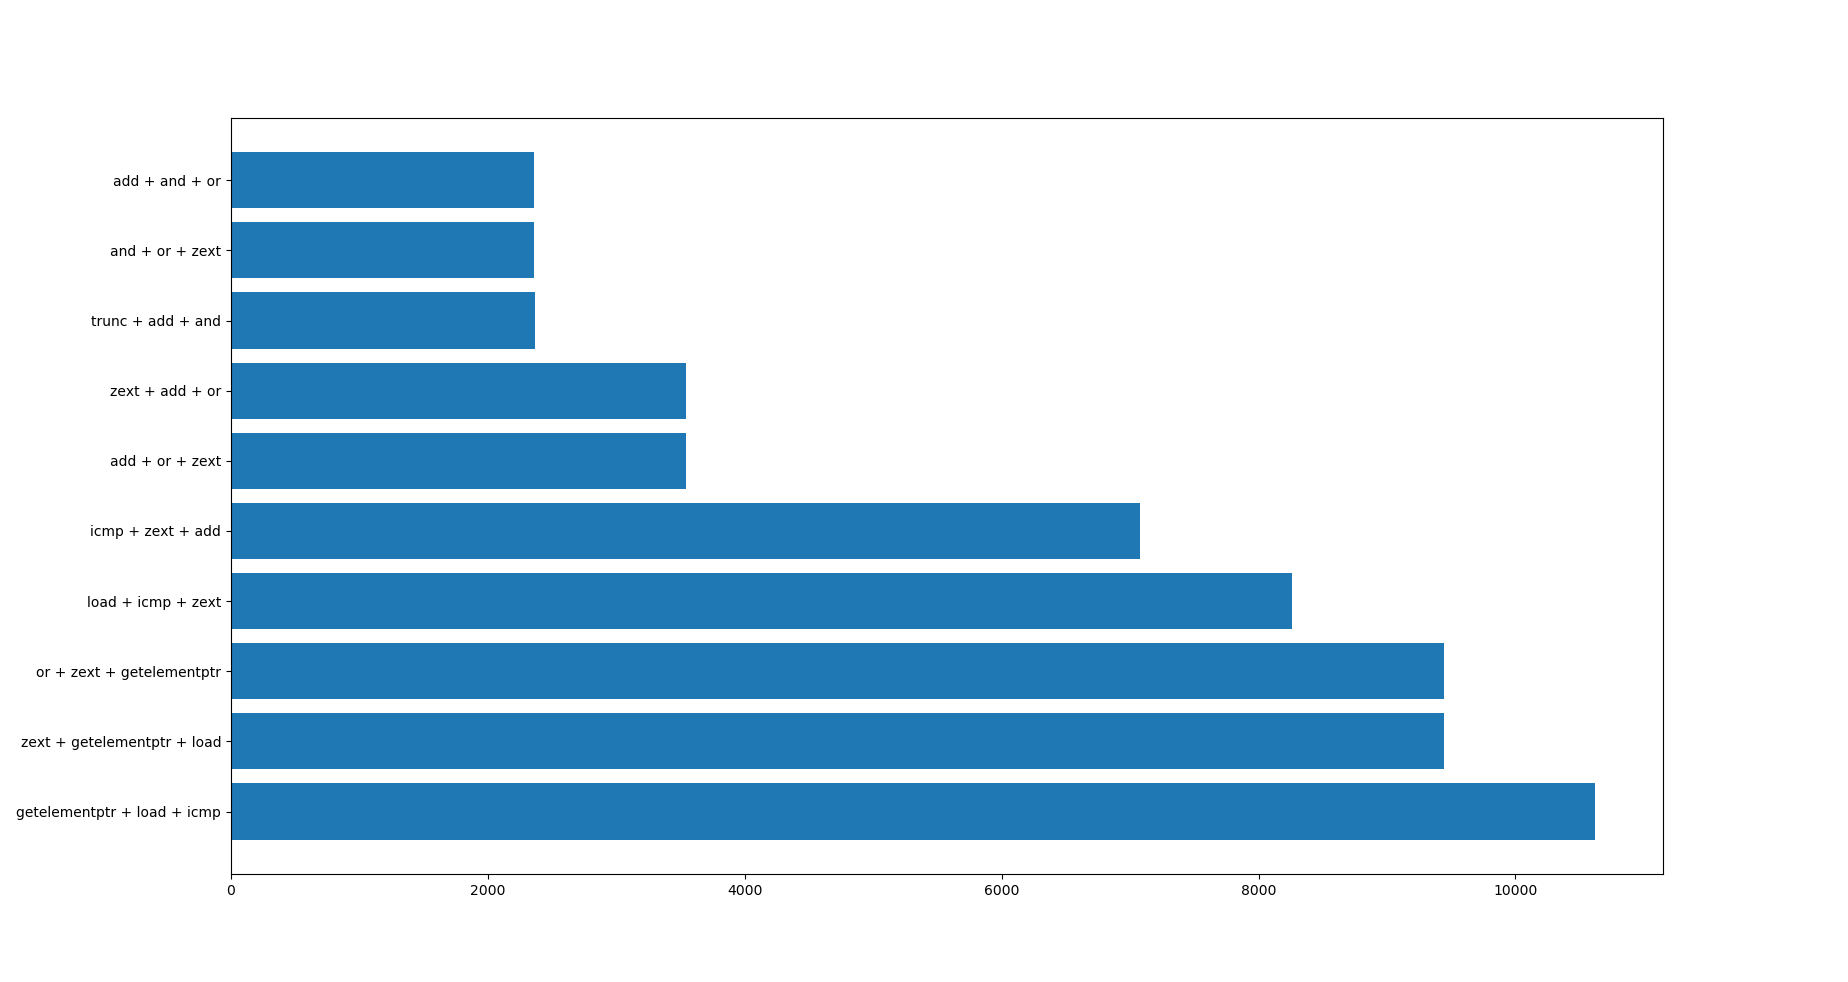 add + and + or
and + or + zext
trunc + add + and
zext + add + or
add + or + zext
icmp + zext + add
load + icmp + zext
or + zext + getelementptr
zext + getelementptr + load
getelementptr + load + icmp
0 2000 4000 6000 8000 10000